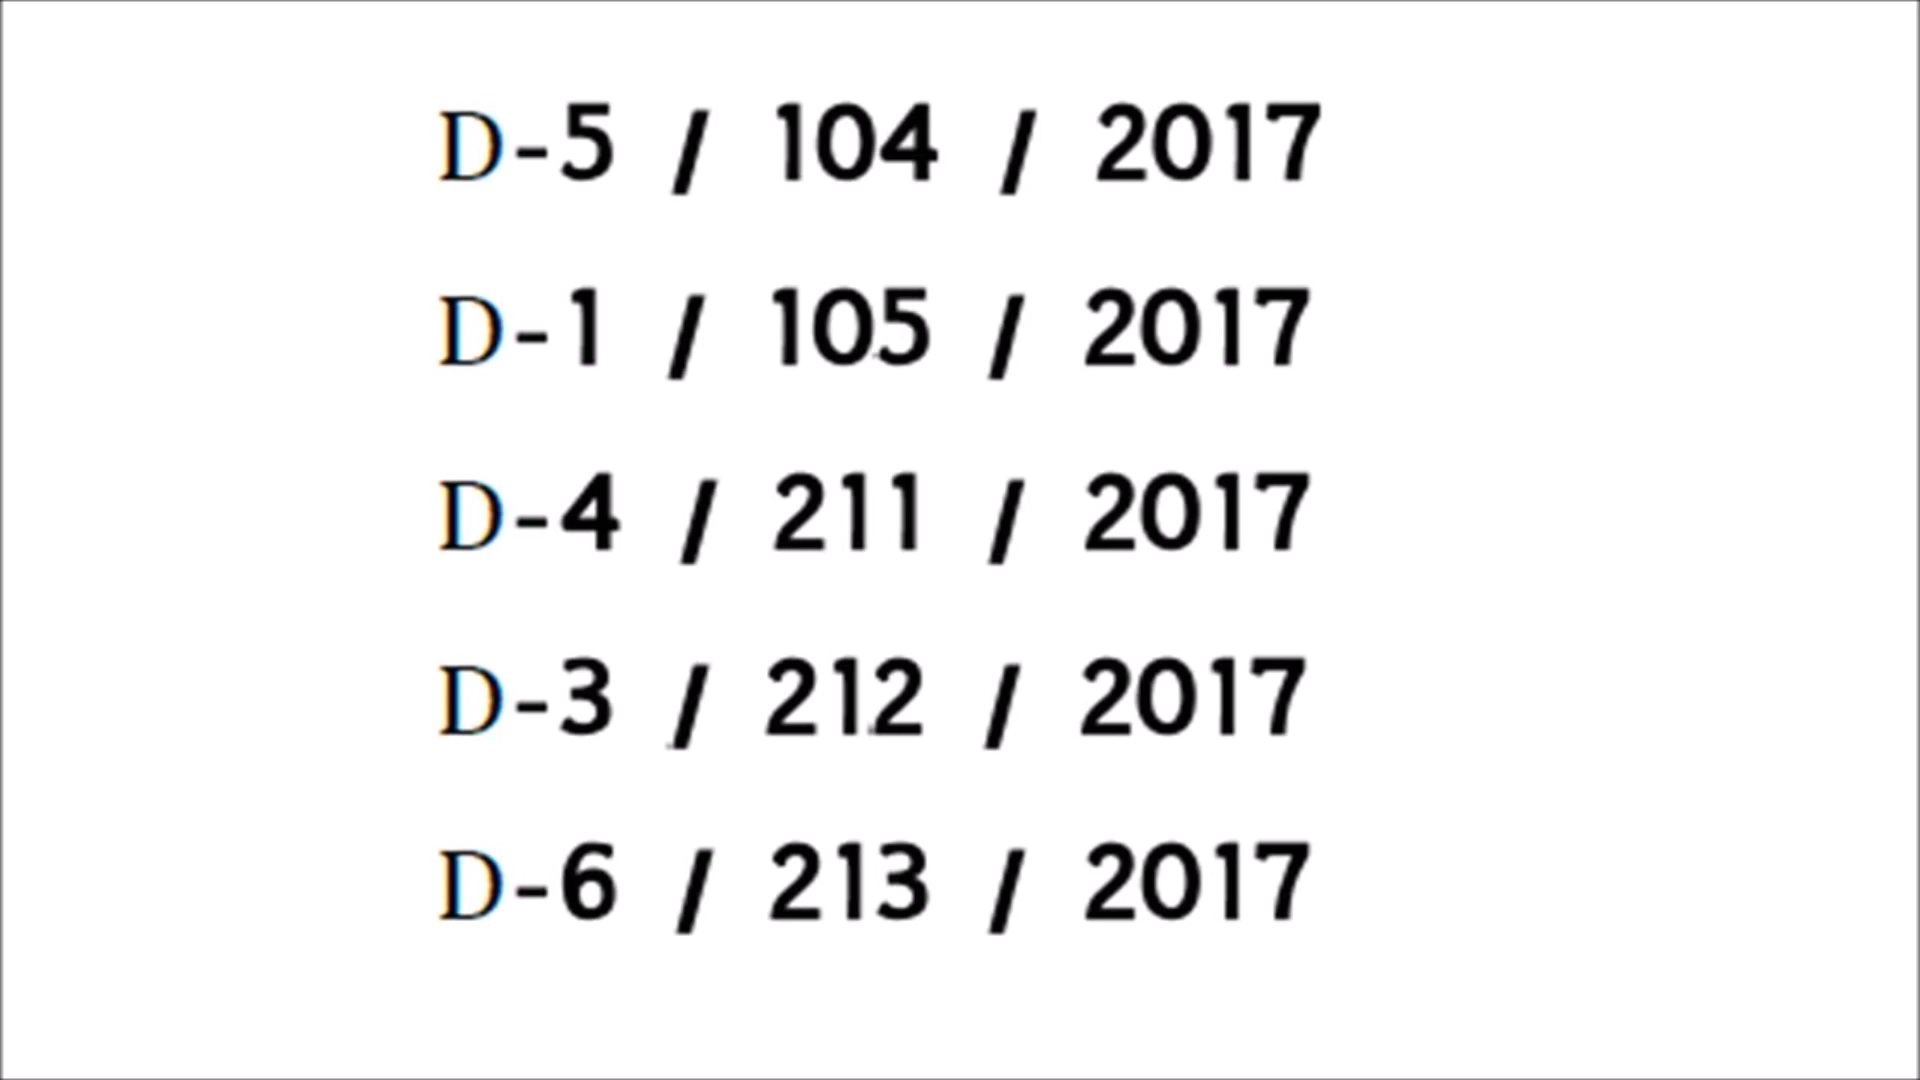 D-5 / 104 / 2017
D-1 / 105 / 2017
D-4 / 211 / 2017
D-3 / 212 / 2017
D-6 / 213 / 2017